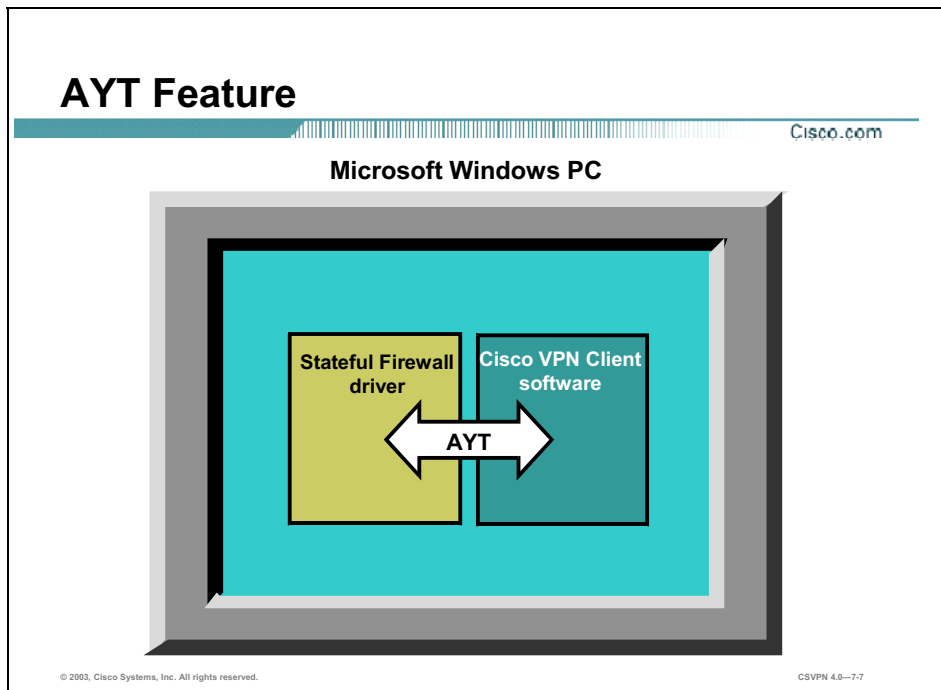 AYT Feature
Cisco.com
Microsoft Windows PC
Stateful Firewall
driver
Cisco VPN Client
software
AYT
© 2003, Cisco Systems, Inc. All rights reserved.
CSVPN 4.0—7-7